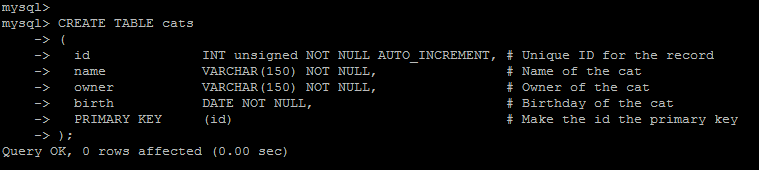 mysql>
mysql> CREATE TABLE cats
    -> (
    ->   id              INT unsigned NOT NULL AUTO_INCREMENT, # Unique ID for the record
    ->   name            VARCHAR(150) NOT NULL,                # Name of the cat
    ->   owner           VARCHAR(150) NOT NULL,                # Owner of the cat
    ->   birth           DATE NOT NULL,                        # Birthday of the cat
    ->   PRIMARY KEY     (id)                                  # Make the id the primary key
    -> );
Query OK, 0 rows affected (0.00 sec)